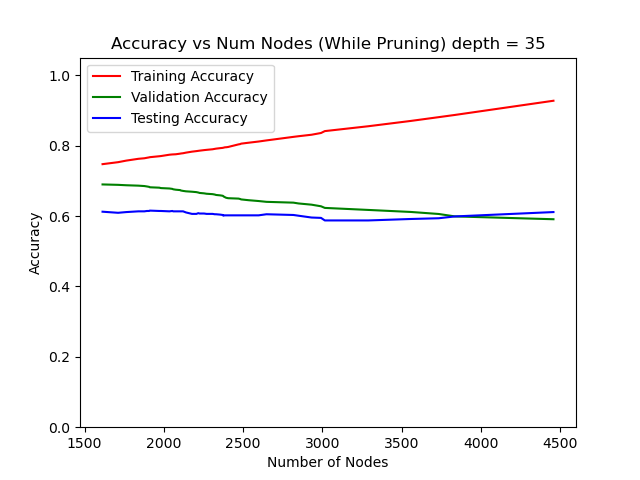 Accuracy vs Num Nodes (While Pruning) depth = 35
Training Accuracy
Validation Accuracy
Testing Accuracy
1.0
0.8
0.6
0.4
0.2
0.0
Accuracy
1500 2000 2500 3000 3500 4000 4500
Number of Nodes